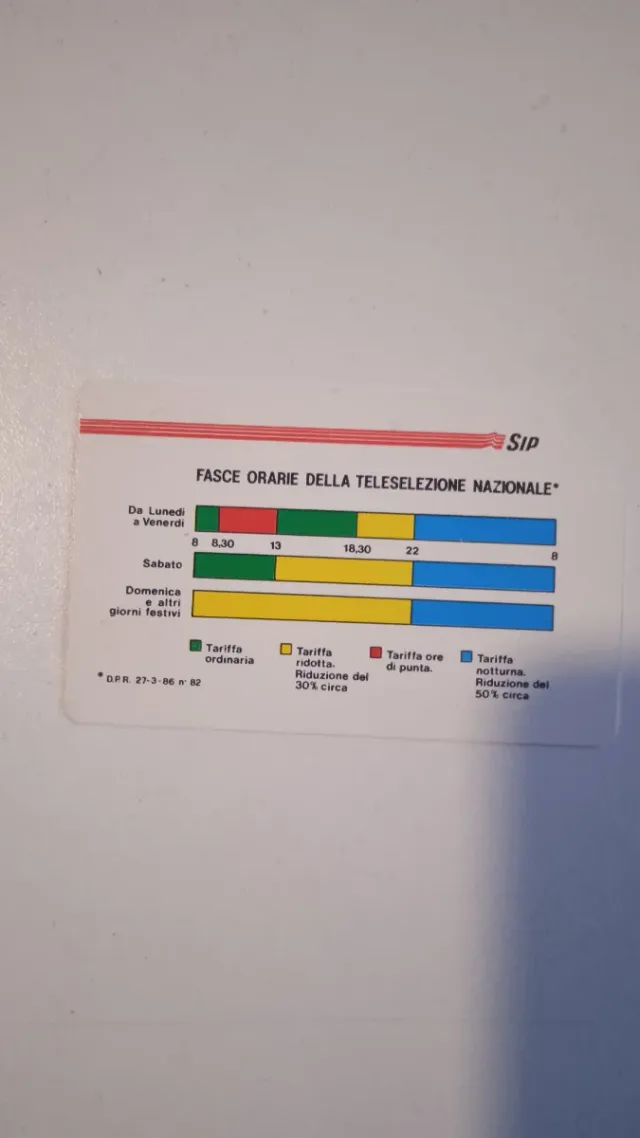 SIP
FASCE ORARIE DELLA TELESELEZIONE NAZIONALE*
Da Lunedì
a Venerdì
8 8,30 13 18,30 22 8
Sabato
Domenica
e altri
giorni festivi
Tariffa
ordinaria
Tariffa
ridotta.
Riduzione del
30% circa
Tariffa ore
di punta.
Tariffa
notturna.
Riduzione del
50% circa
* D.P.R. 27-3-86 n° 82